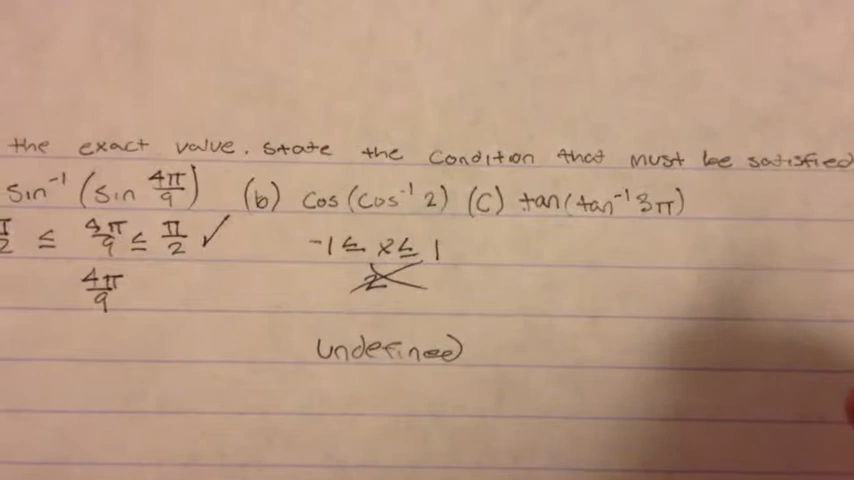 the exact value. state the condition that must be satisfied
sin⁻¹(sin 4π/9) (b) cos(cos⁻¹ 2) (c) tan(tan⁻¹ 3π)
π/2 ≤ 4π/9 ≤ π/2 ✓ -1 ≤ x ≤ 1
4π/9 2
undefined